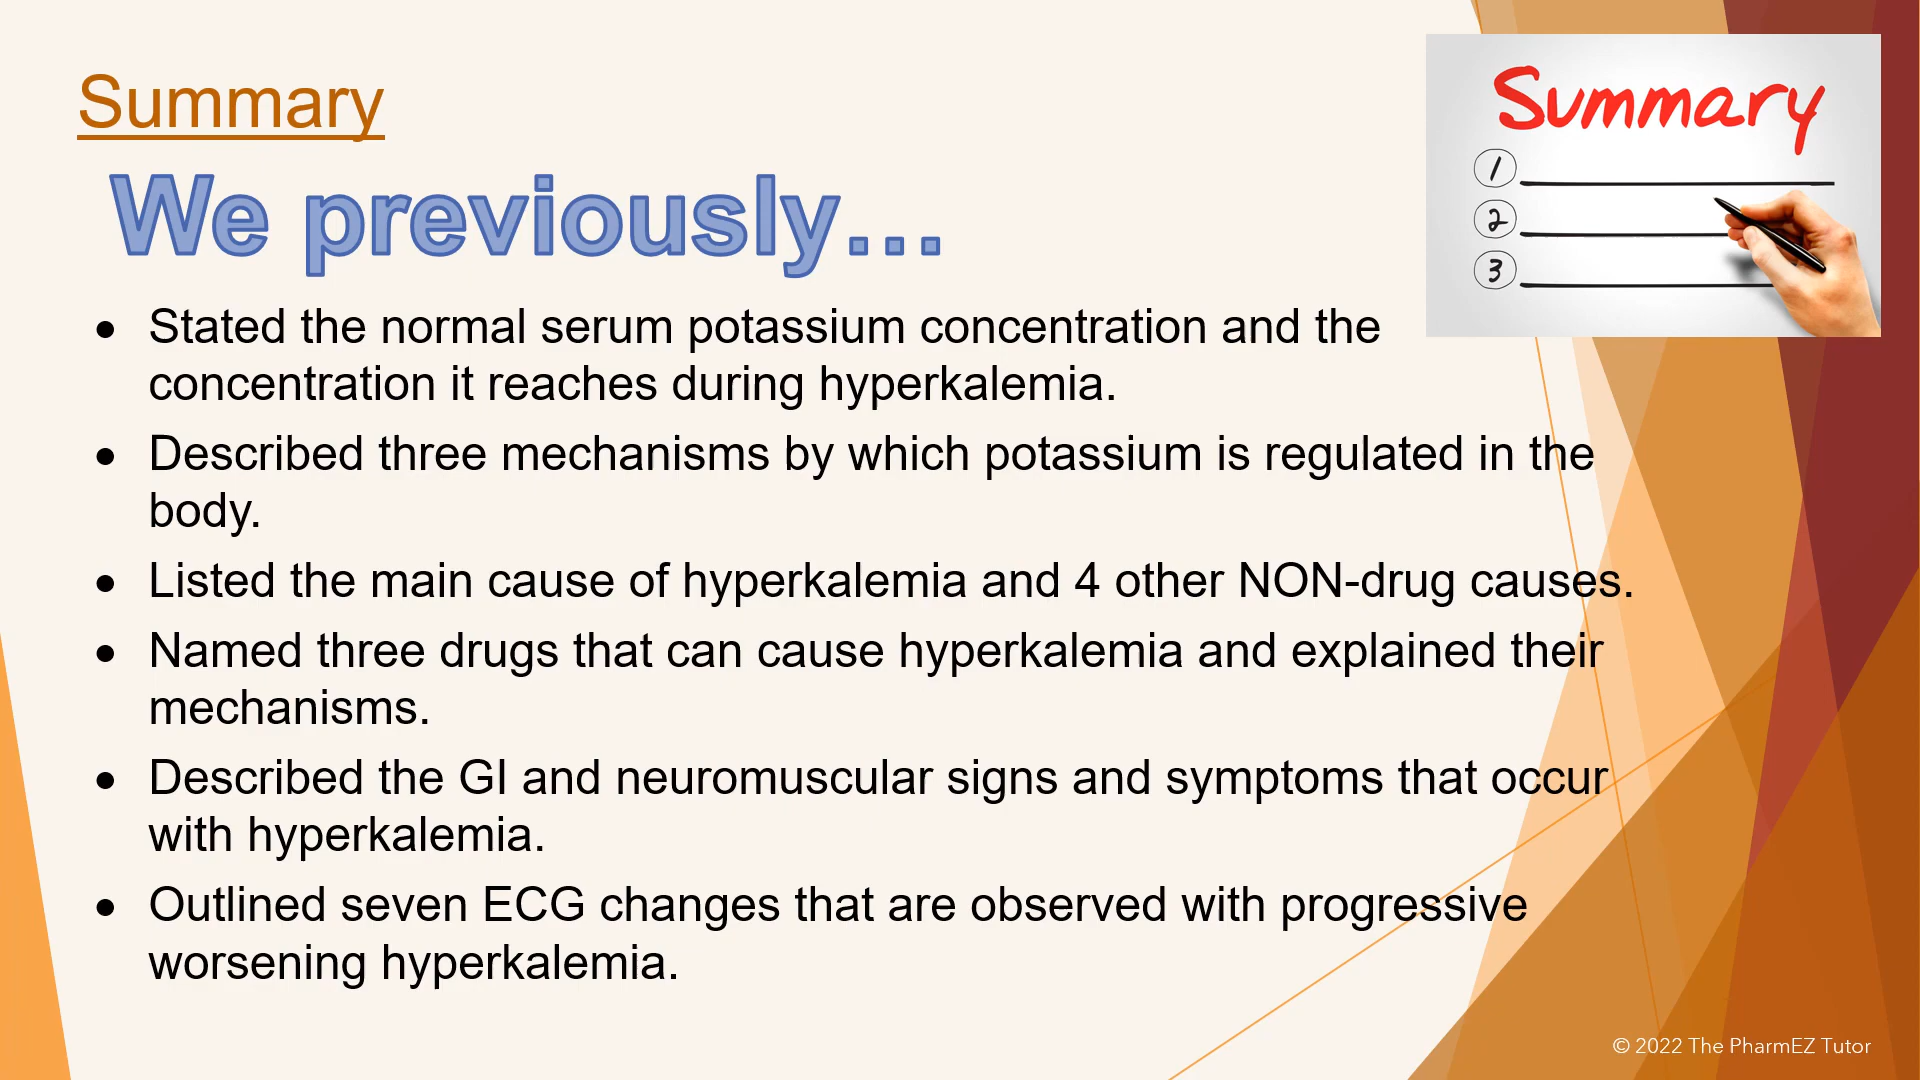 Summary
We previously...
● Stated the normal serum potassium concentration and the
concentration it reaches during hyperkalemia.
● Described three mechanisms by which potassium is regulated in the
body.
● Listed the main cause of hyperkalemia and 4 other NON-drug causes.
● Named three drugs that can cause hyperkalemia and explained their
mechanisms.
● Described the GI and neuromuscular signs and symptoms that occur
with hyperkalemia.
● Outlined seven ECG changes that are observed with progressive
worsening hyperkalemia.
Summary
1
2
3
© 2022 The PharmEZ Tutor